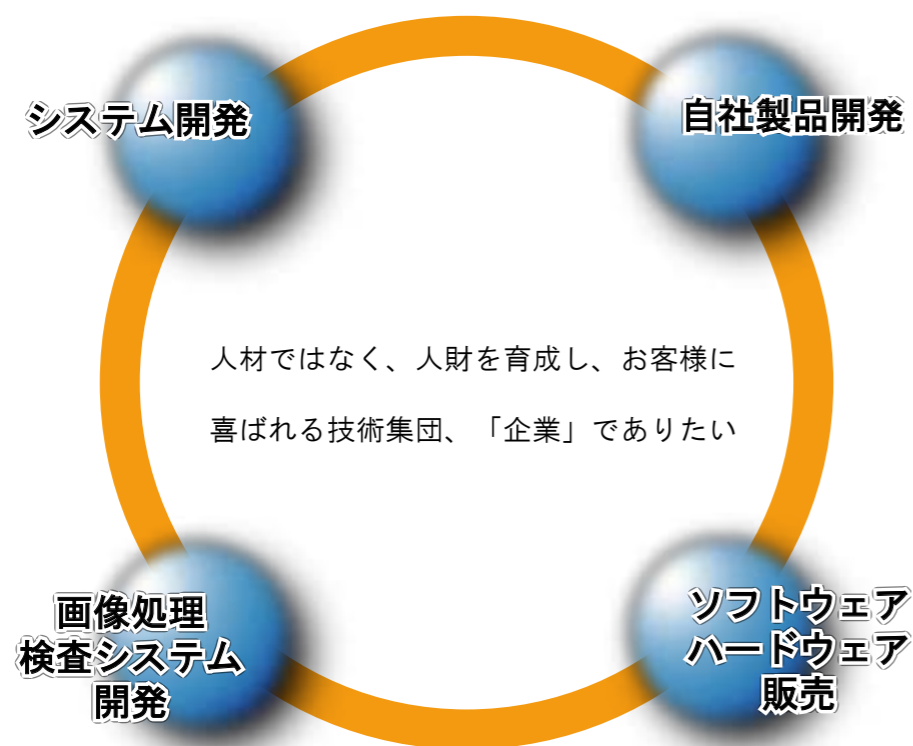 システム開発
自社製品開発
人材ではなく、人財を育成し、お客様に
喜ばれる技術集団、「企業」でありたい
画像処理
検査システム
開発
ソフトウェア
ハードウェア
販売